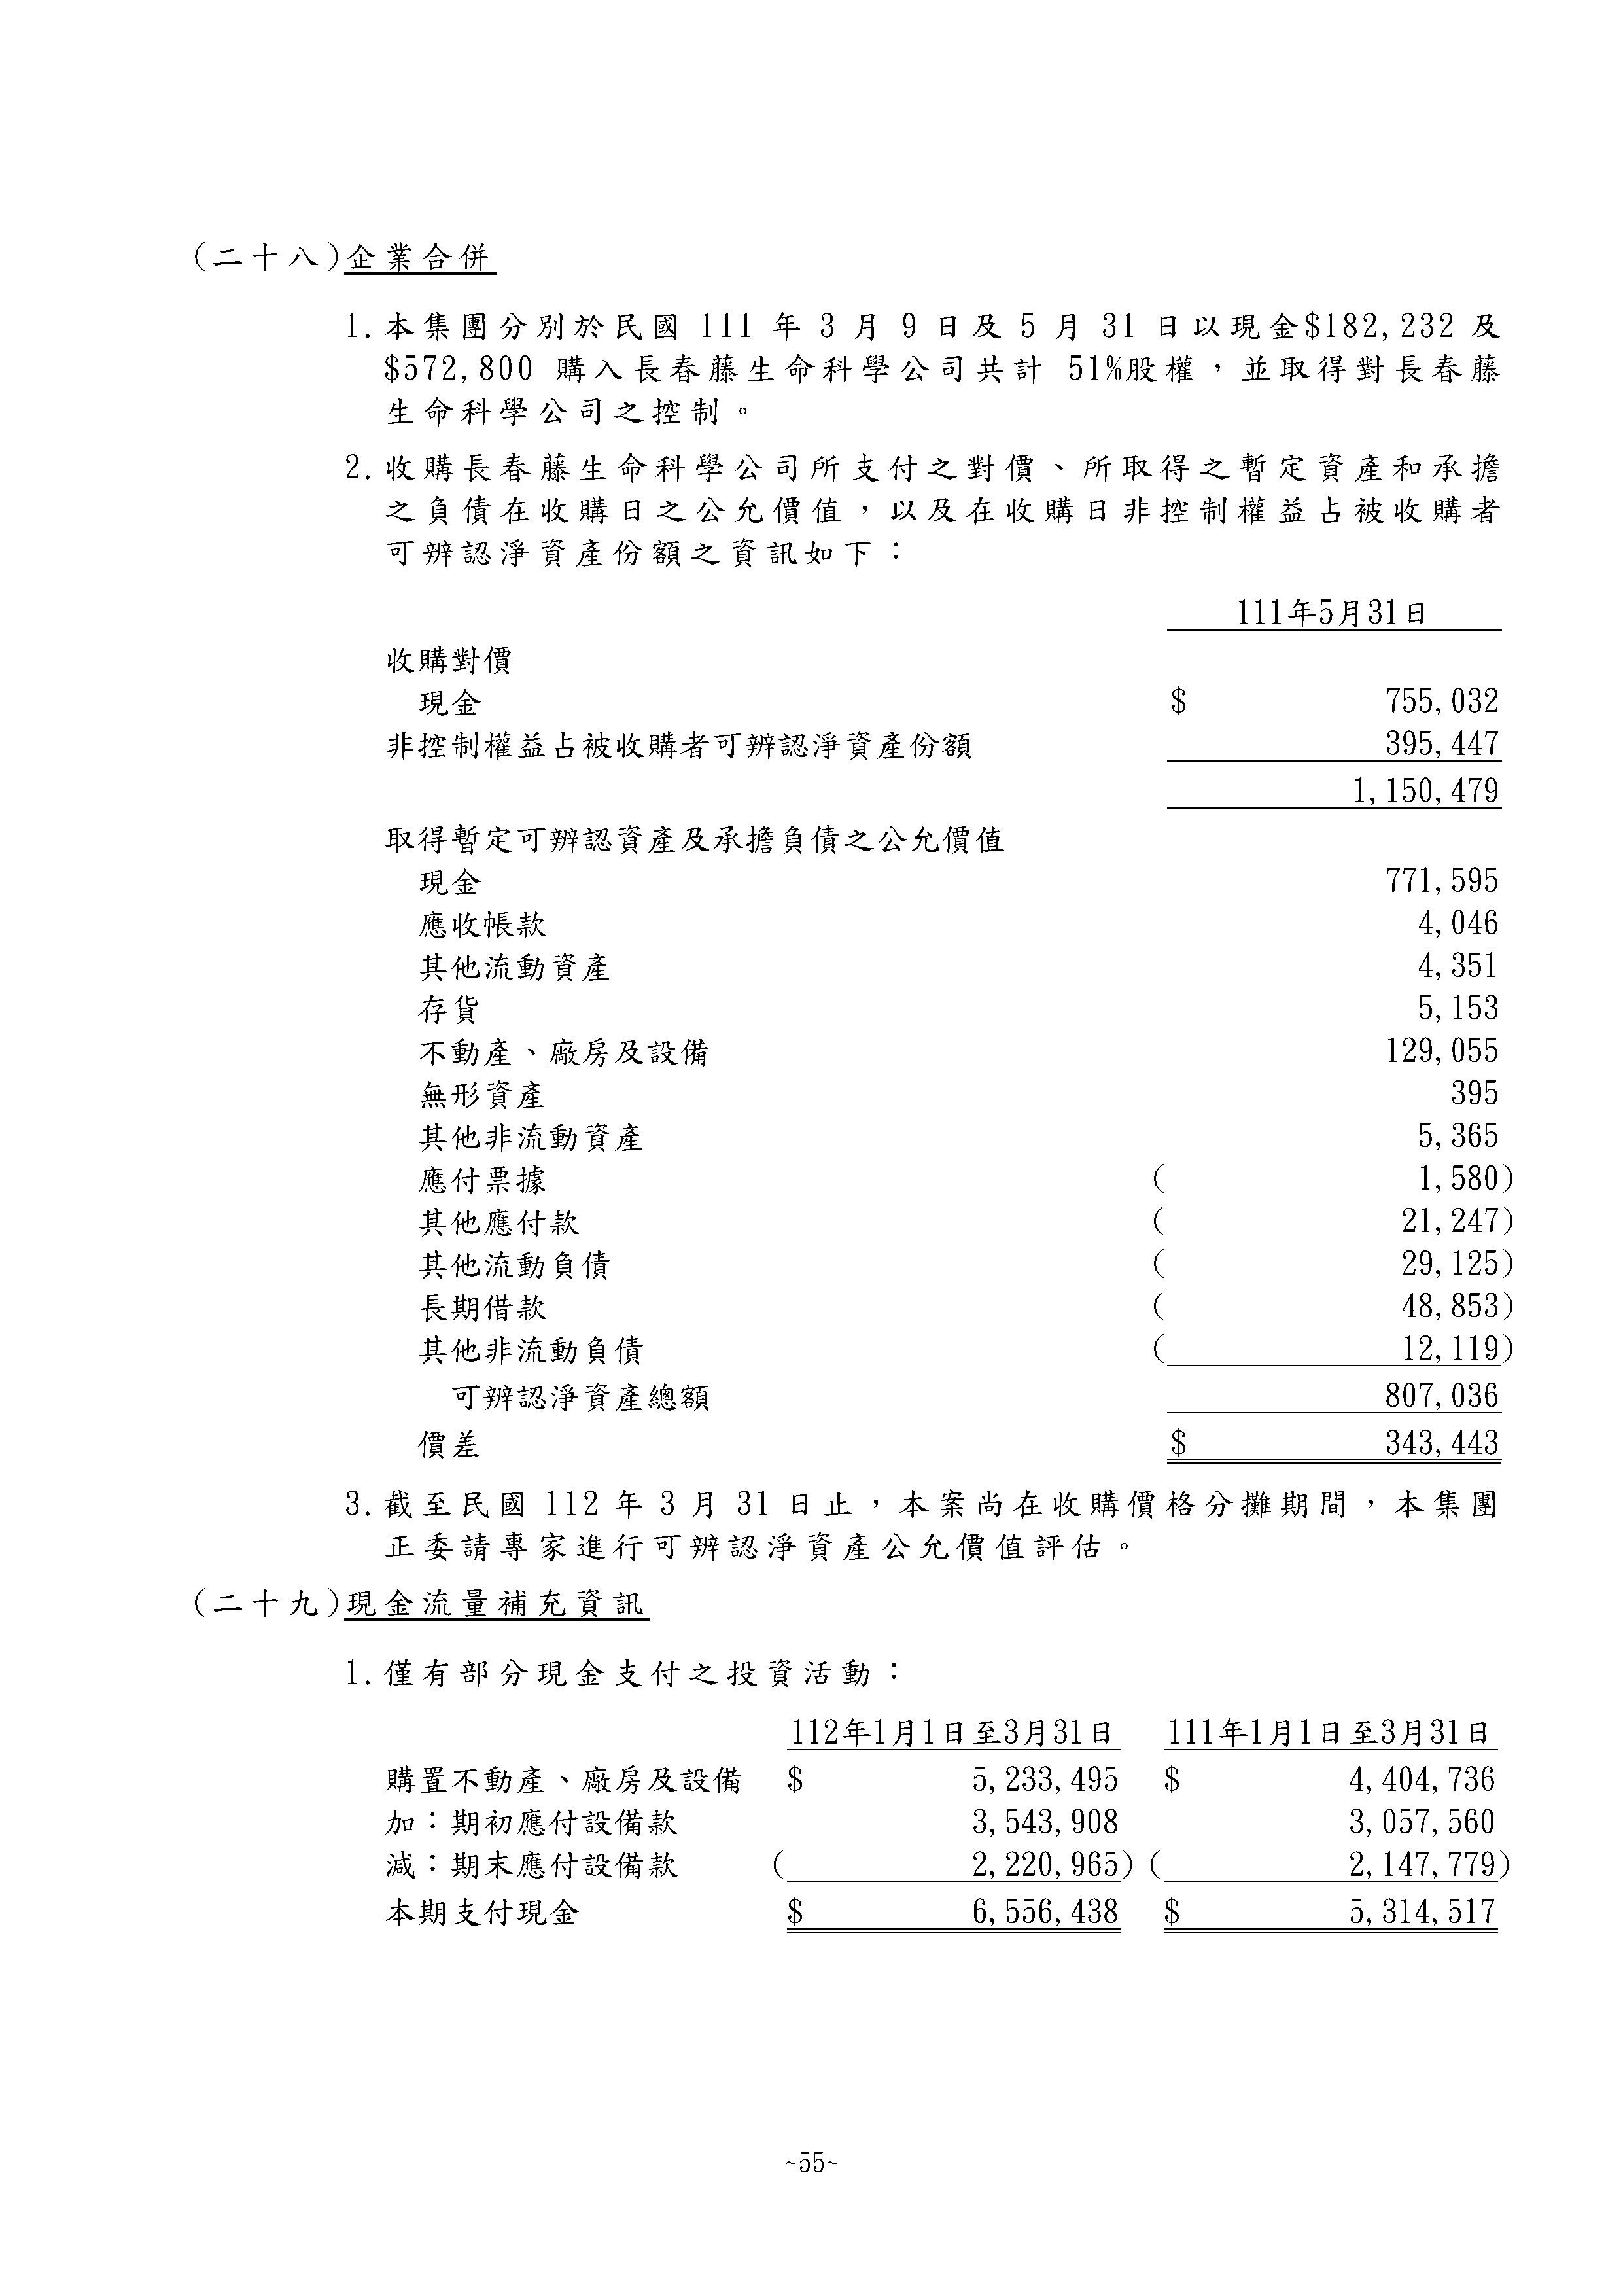 (二十八)企業合併
1.本集團分別於民國 111 年 3 月 9 日及 5 月 31 日以現金$182,232 及
$572,800 購入長春藤生命科學公司共計 51%股權，並取得對長春藤
生命科學公司之控制。
2.收購長春藤生命科學公司所支付之對價、所取得之暫定資產和承擔
之負債在收購日之公允價值，以及在收購日非控制權益占被收購者
可辨認淨資產份額之資訊如下：
111年5月31日
收購對價
現金 $ 755,032
非控制權益占被收購者可辨認淨資產份額 395,447
1,150,479
取得暫定可辨認資產及承擔負債之公允價值
現金 771,595
應收帳款 4,046
其他流動資產 4,351
存貨 5,153
不動產、廠房及設備 129,055
無形資產 395
其他非流動資產 5,365
應付票據 ( 1,580)
其他應付款 ( 21,247)
其他流動負債 ( 29,125)
長期借款 ( 48,853)
其他非流動負債 ( 12,119)
可辨認淨資產總額 807,036
價差 $ 343,443
3.截至民國 112 年 3 月 31 日止，本案尚在收購價格分攤期間，本集團
正委請專家進行可辨認淨資產公允價值評估。
(二十九)現金流量補充資訊
1.僅有部分現金支付之投資活動：
112年1月1日至3月31日 111年1月1日至3月31日
購置不動產、廠房及設備 $ 5,233,495 $ 4,404,736
加：期初應付設備款 3,543,908 3,057,560
減：期末應付設備款 ( 2,220,965) ( 2,147,779)
本期支付現金 $ 6,556,438 $ 5,314,517
~55~